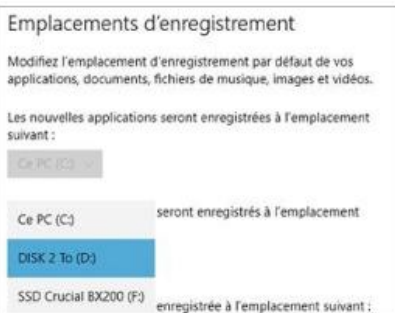 Emplacements d'enregistrement
Modifiez l'emplacement d'enregistrement par défaut de vos
applications, documents, fichiers de musique, images et vidéos.
Les nouvelles applications seront enregistrées à l'emplacement
suivant :
Ce PC (C:)
seront enregistrés à l'emplacement
Ce PC (C:)
DISK 2 To (D:)
SSD Crucial BX200 (F:)
enregistrée à l'emplacement suivant :